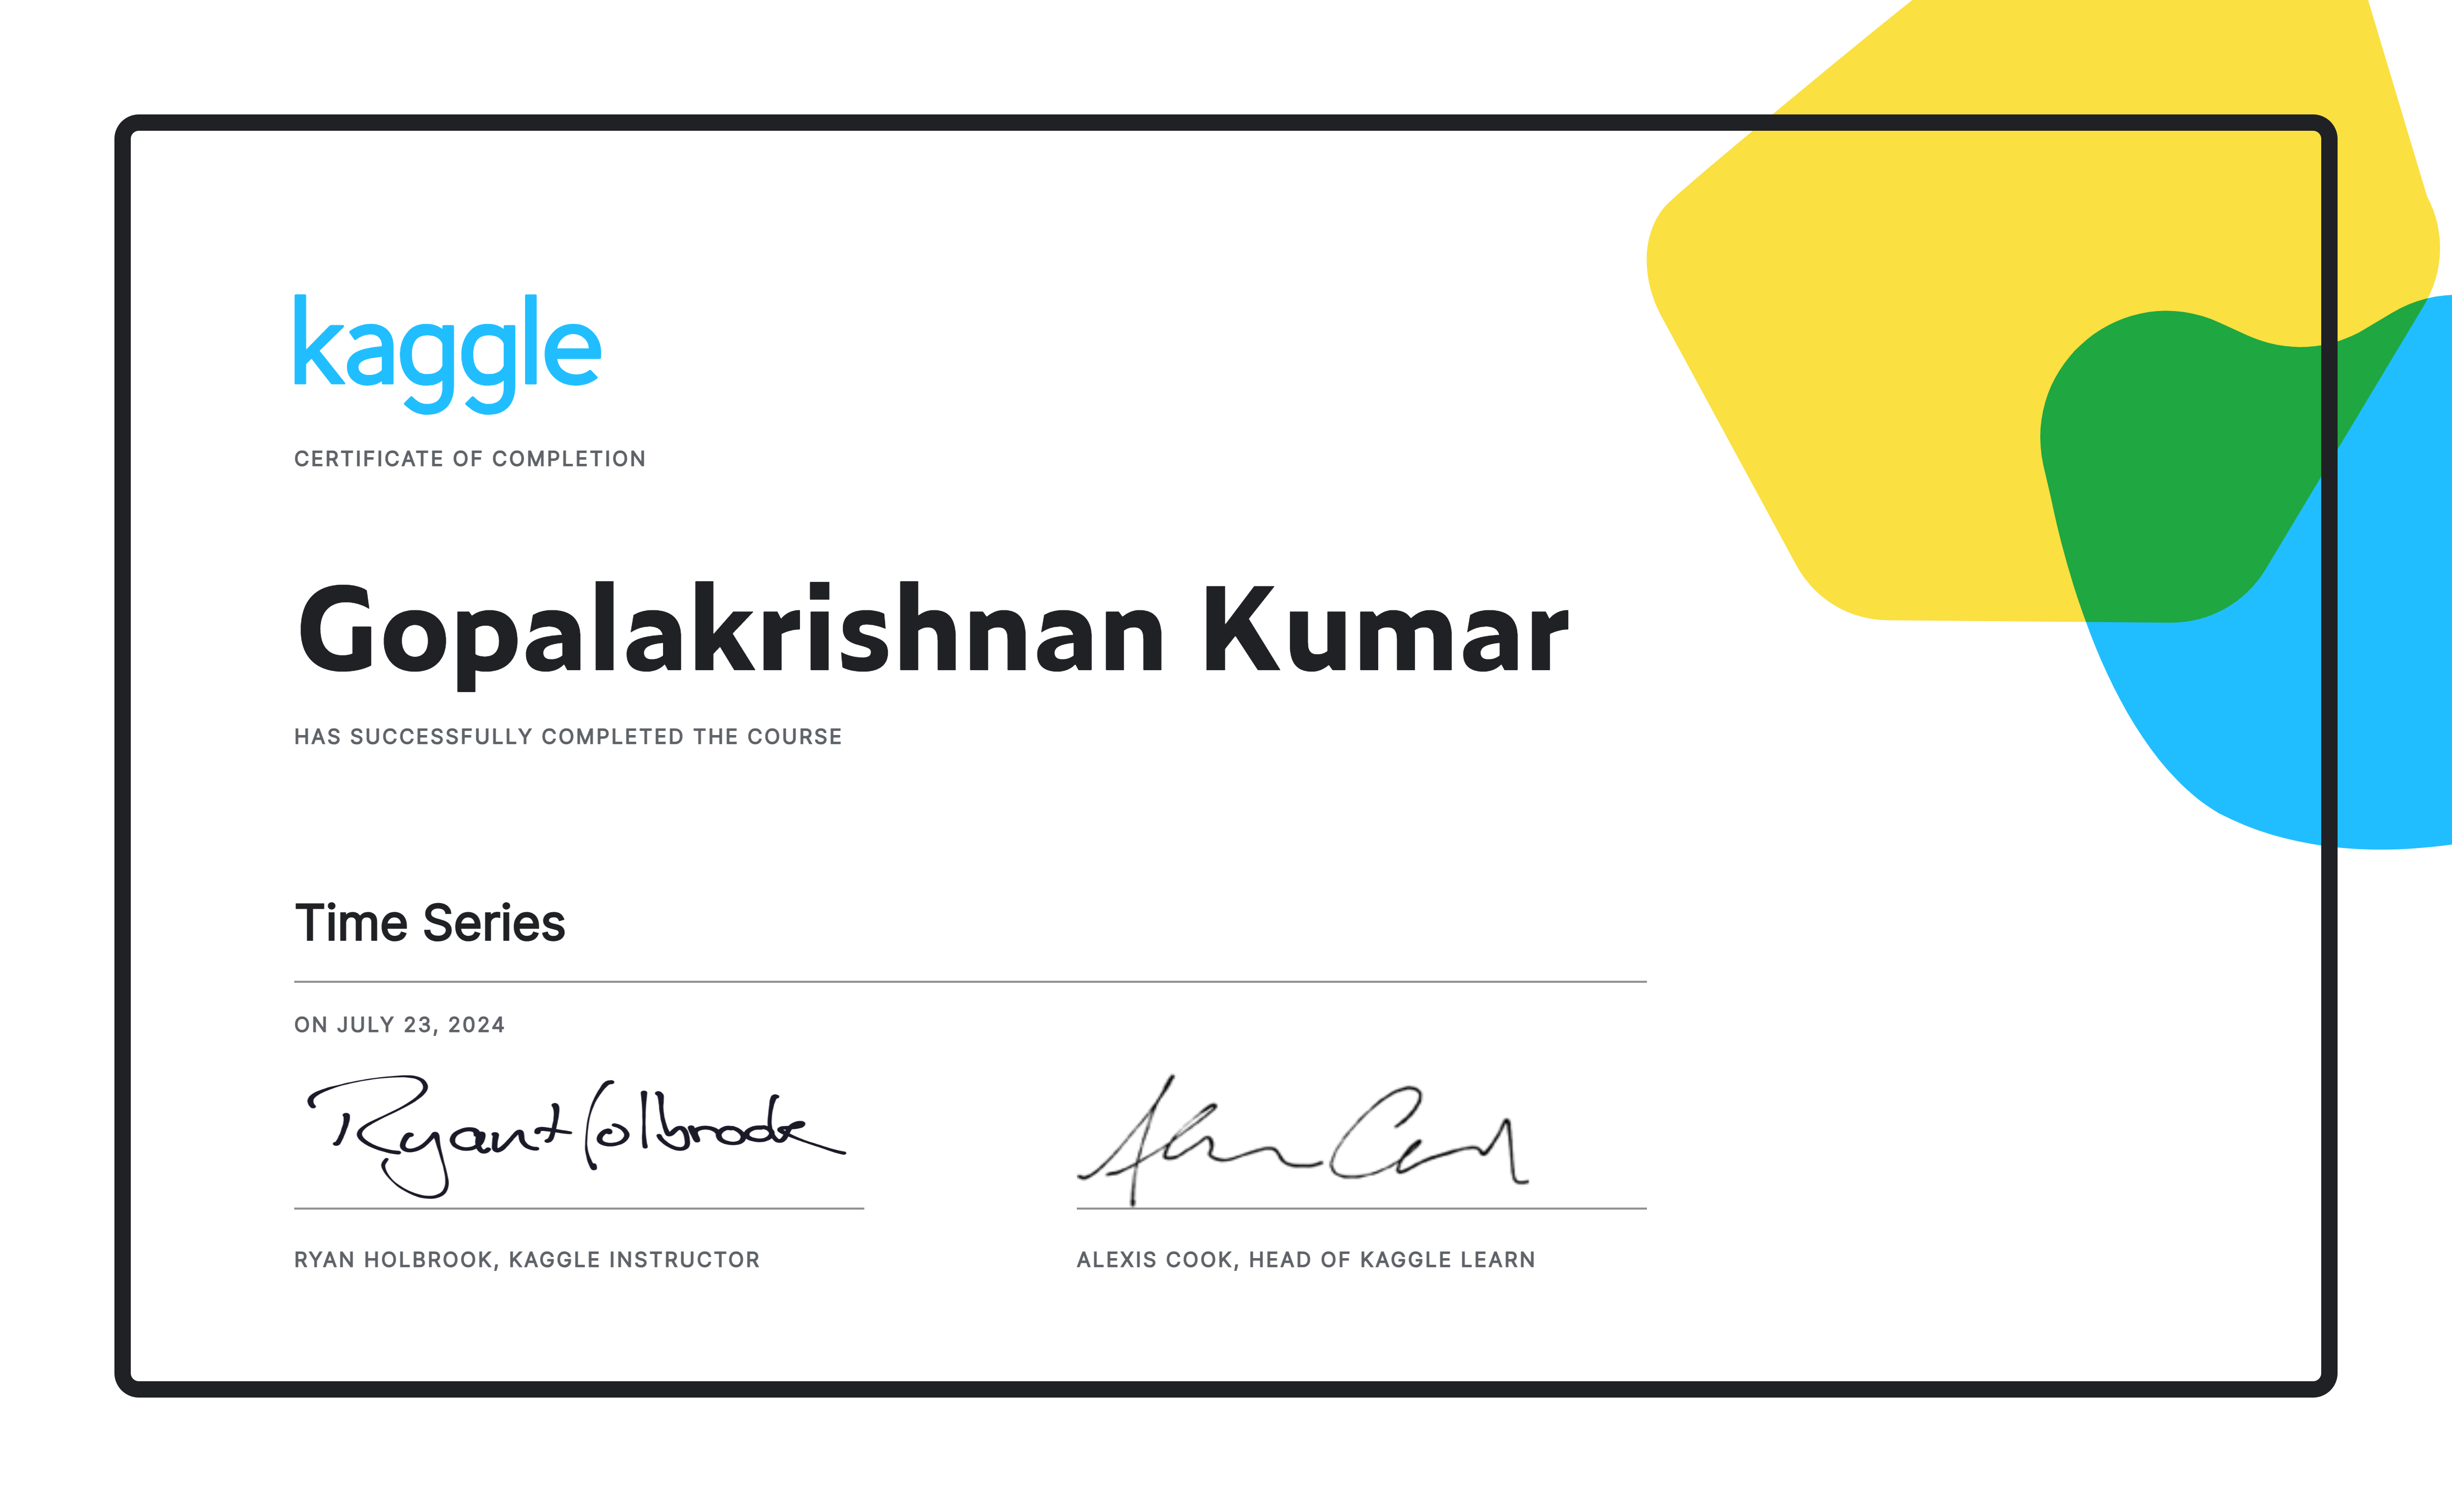 kaggle
CERTIFICATE OF COMPLETION
Gopalakrishnan Kumar
HAS SUCCESSFULLY COMPLETED THE COURSE
Time Series
ON JULY 23, 2024
Ryan Holbrook
RYAN HOLBROOK, KAGGLE INSTRUCTOR
ALEXIS COOK, HEAD OF KAGGLE LEARN